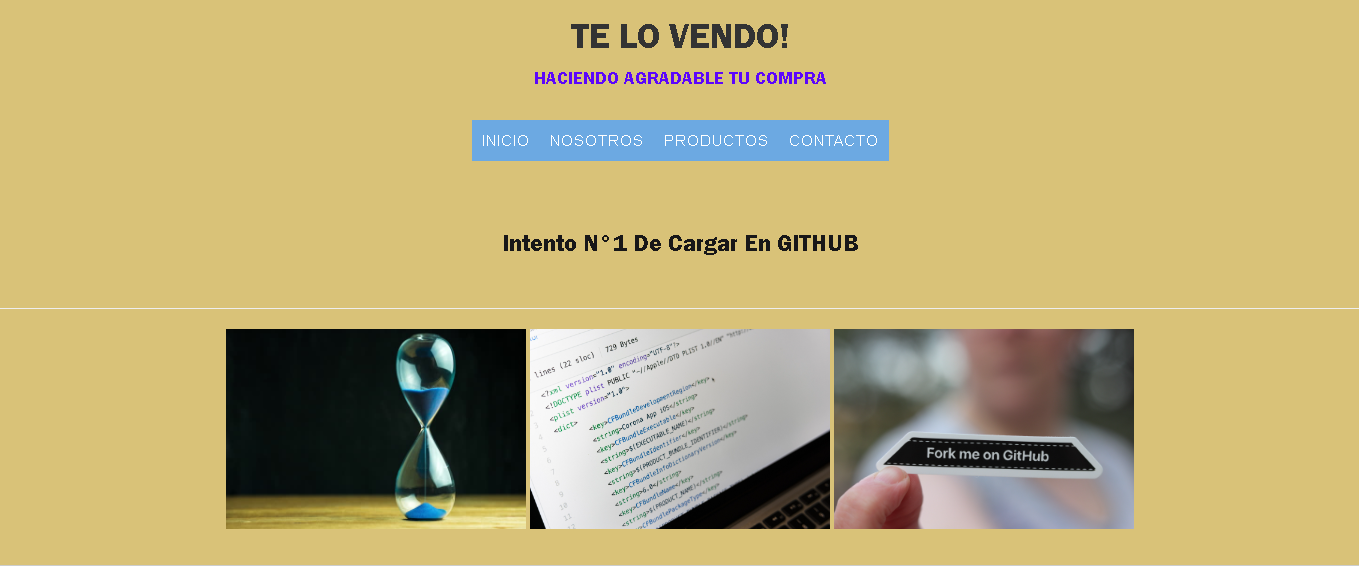 TE LO VENDO!
HACIENDO AGRADABLE TU COMPRA
INICIO NOSOTROS PRODUCTOS CONTACTO
Intento N°1 De Cargar En GITHUB
lines (22 sloc) 729 Bytes
<?xml version="1.0" encoding="UTF-8"?>
<!DOCTYPE plist PUBLIC "-//Apple//DTD PLIST 1.0//EN" "http://
<plist version="1.0">
<dict>
<key>CFBundleDevelopmentRegion</key>
<string>Corona App iOS</string>
<key>CFBundleExecutable</key>
<string>$(EXECUTABLE_NAME)</string>
<key>CFBundleIdentifier</key>
<string>$(PRODUCT_BUNDLE_IDENTIFIER)</string>
<key>CFBundleInfoDictionaryVersion</key>
<string>6.0</string>
<key>CFBundleName</key>
<string>$(PRODUCT_NAME)</string>
<key>CFBundlePackageType</key>
Fork me on GitHub